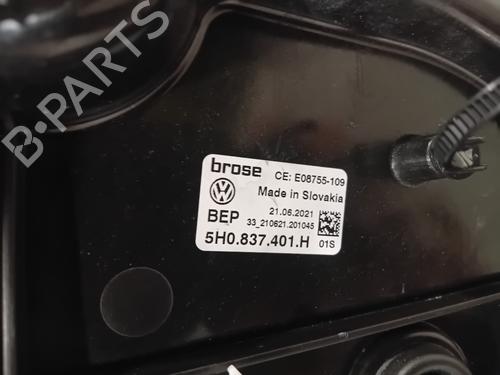 B-PARTS
brose CE: E08755-109
Made in Slovakia
21.06.2021
BEP 33_210621.201045
5H0.837.401.H 01S